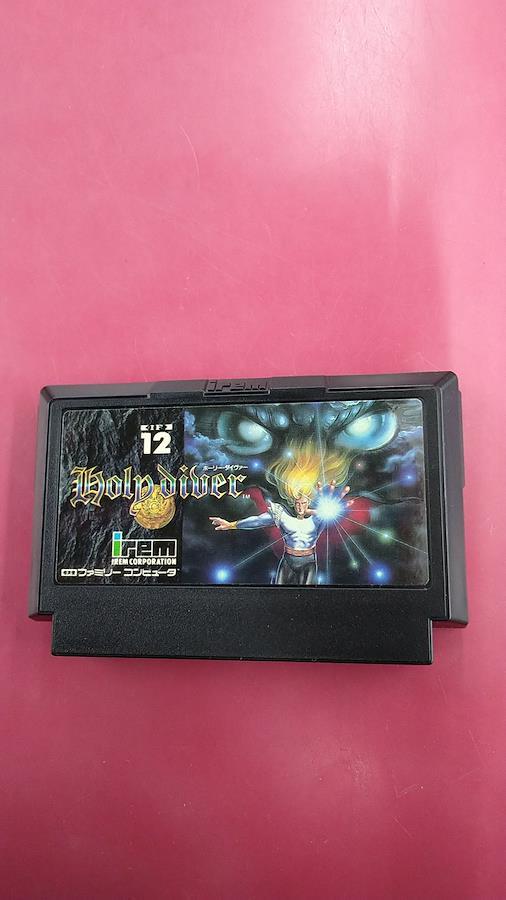 irem
IF
12
ホーリーダイヴァー
Holy diver
TM
irem
IREM CORPORATION
ファミリー コンピュータ